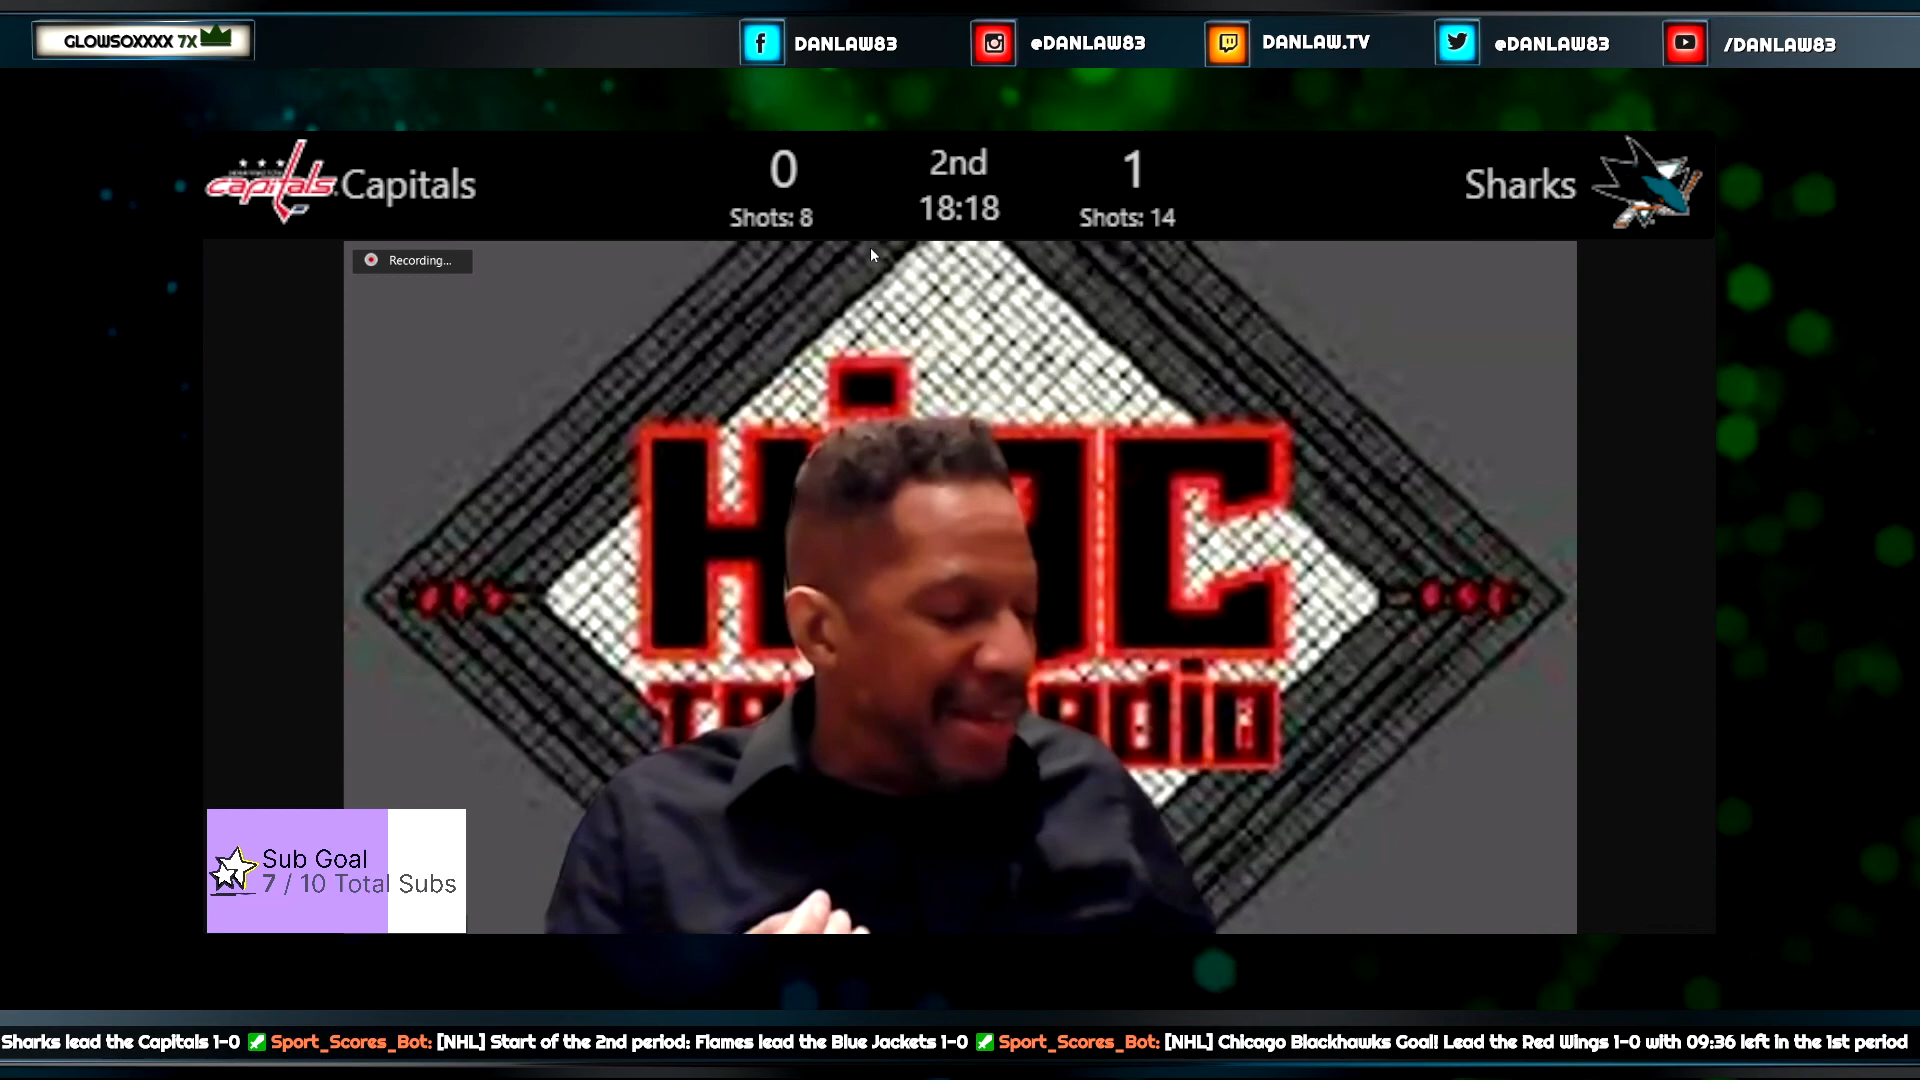 GLOWSOXXXX 7X
DANLAW83
@DANLAW83
DANLAW.TV
@DANLAW83
/DANLAW83
capitals
Capitals
0
Shots: 8
2nd
18:18
1
Shots: 14
Sharks
Recording...
Sub Goal
7 / 10 Total Subs
Sharks lead the Capitals 1-0 Sport_Scores_Bot: [NHL] Start of the 2nd period: Flames lead the Blue Jackets 1-0 Sport_Scores_Bot: [NHL] Chicago Blackhawks Goal! Lead the Red Wings 1-0 with 09:36 left in the 1st period